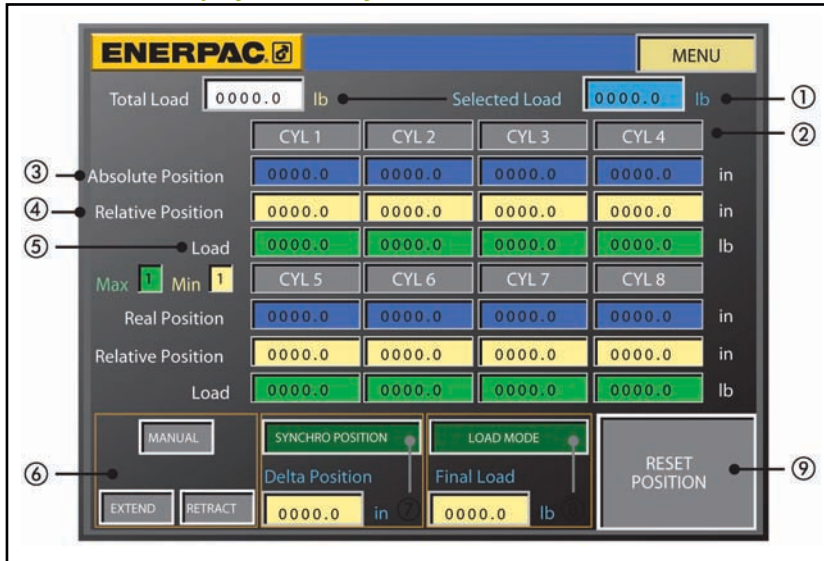 ENERPAC. MENU
Total Load 0000.0 lb Selected Load 0000.0 lb ①
CYL 1 CYL 2 CYL 3 CYL 4 ②
③ Absolute Position 0000.0 0000.0 0000.0 0000.0 in
④ Relative Position 0000.0 0000.0 0000.0 0000.0 in
⑤ Load 0000.0 0000.0 0000.0 0000.0 lb
Max 1 Min 1 CYL 5 CYL 6 CYL 7 CYL 8
Real Position 0000.0 0000.0 0000.0 0000.0 in
Relative Position 0000.0 0000.0 0000.0 0000.0 in
Load 0000.0 0000.0 0000.0 0000.0 lb
MANUAL SYNCHRO POSITION LOAD MODE RESET
⑥ Delta Position Final Load POSITION ⑨
EXTEND RETRACT 0000.0 in ⑦ 0000.0 lb ⑧